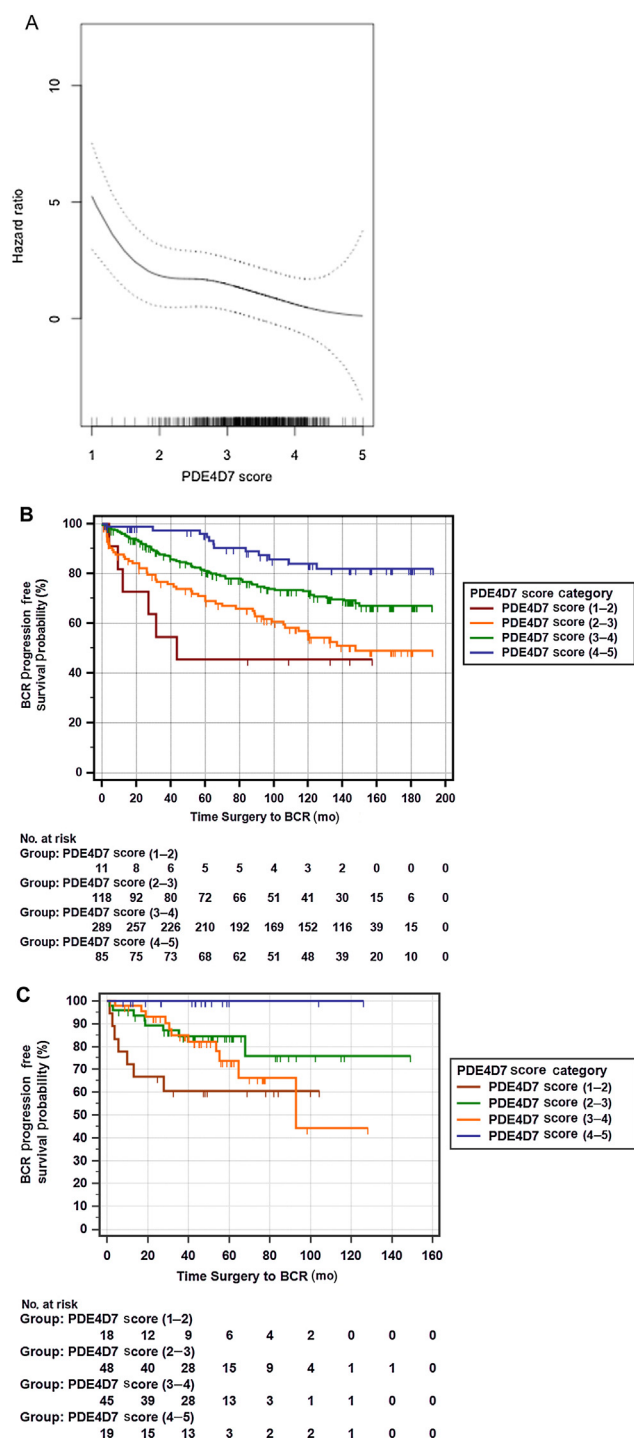 A
10
5
0
Hazard ratio
1 2 3 4 5
PDE4D7 score
B
100
80
60
40
20
0
BCR progression free
survival probability (%)
0 20 40 60 80 100 120 140 160 180 200
Time Surgery to BCR (mo)
PDE4D7 score category
PDE4D7 score (1–2)
PDE4D7 score (2–3)
PDE4D7 score (3–4)
PDE4D7 score (4–5)
No. at risk
Group: PDE4D7 score (1–2)
11 8 6 5 5 4 3 2 0 0 0
Group: PDE4D7 score (2–3)
118 92 80 72 66 51 41 30 15 6 0
Group: PDE4D7 score (3–4)
289 257 226 210 192 169 152 116 39 15 0
Group: PDE4D7 score (4–5)
85 75 73 68 62 51 48 39 20 10 0
C
100
90
80
70
60
50
40
30
20
10
0
BCR progression free
survival probability (%)
0 20 40 60 80 100 120 140 160
Time Surgery to BCR (mo)
PDE4D7 score category
PDE4D7 score (1–2)
PDE4D7 score (2–3)
PDE4D7 score (3–4)
PDE4D7 score (4–5)
No. at risk
Group: PDE4D7 score (1–2)
18 12 9 6 4 2 0 0 0
Group: PDE4D7 score (2–3)
48 40 28 15 9 4 1 1 0
Group: PDE4D7 score (3–4)
45 39 28 13 3 1 1 0 0
Group: PDE4D7 score (4–5)
19 15 13 3 2 2 1 0 0